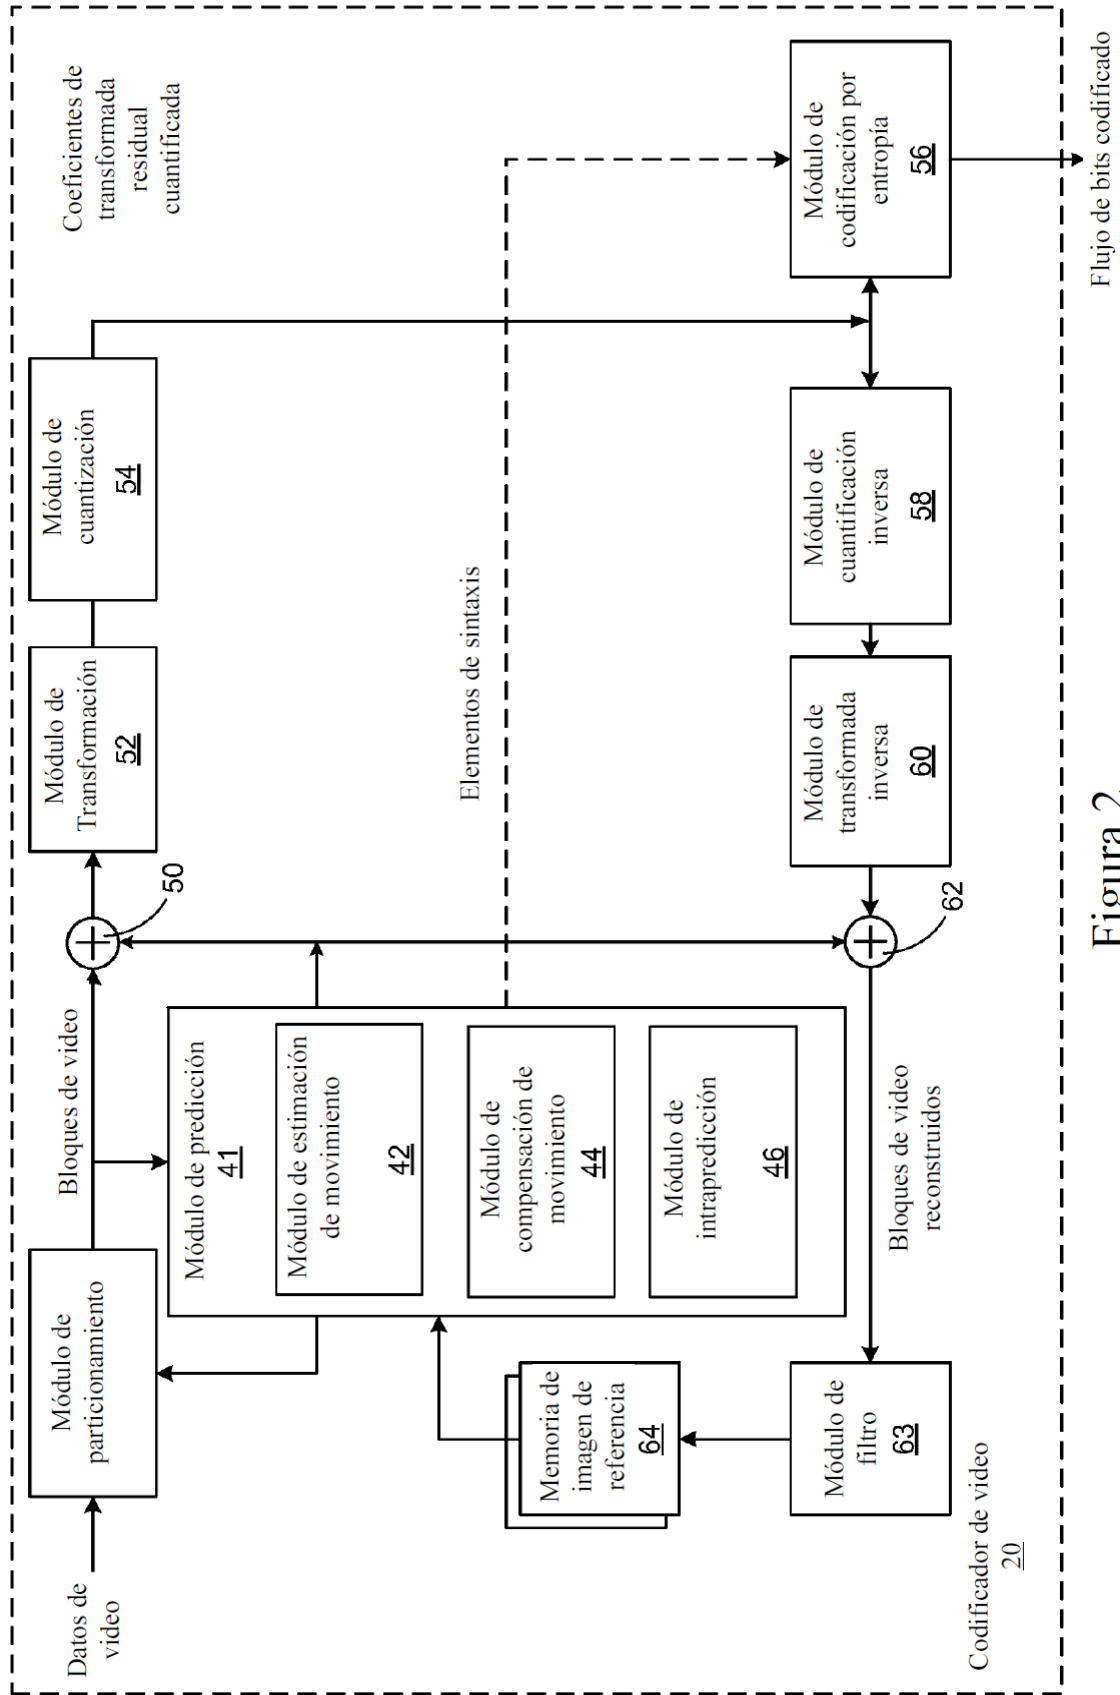 Datos de
video
Módulo de
particionamiento
Bloques de video
50
Módulo de
Transformación
52
Módulo de
cuantización
54
Coeficientes de
transformada
residual
cuantificada
Módulo de predicción
41
Módulo de estimación
de movimiento
42
Módulo de
compensación de
movimiento
44
Módulo de
intrapredicción
46
Elementos de sintaxis
Memoria de
imagen de
referencia
64
Módulo de
filtro
63
Bloques de video
reconstruidos
62
Módulo de
transformada
inversa
60
Módulo de
cuantificación
inversa
58
Módulo de
codificación por
entropía
56
Codificador de video
20
Flujo de bits codificado
Figura 2